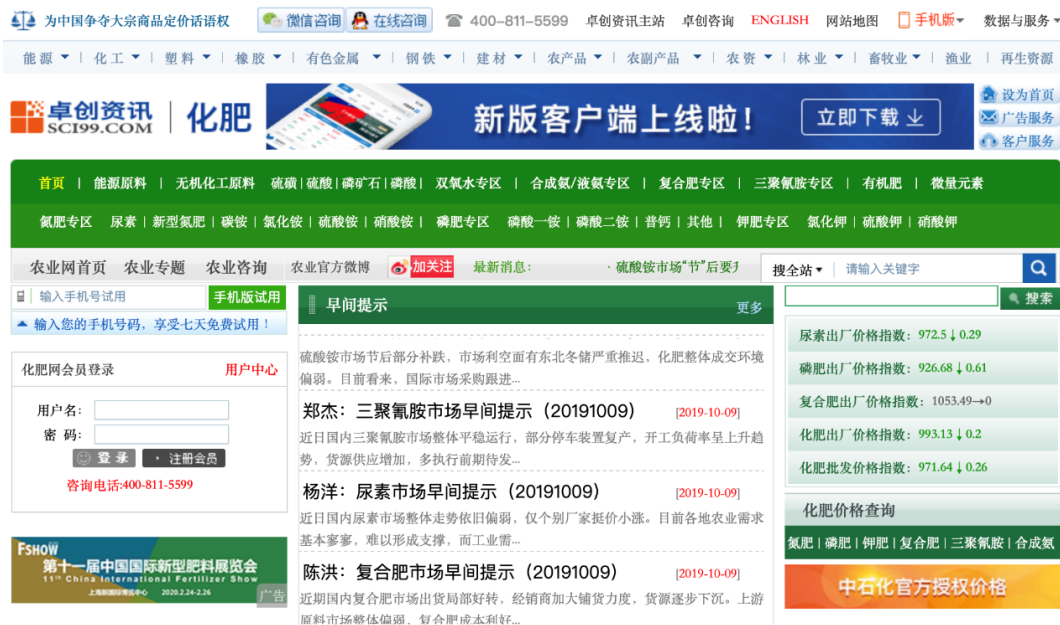 为中国争夺大宗商品定价话语权 微信咨询 在线咨询 400-811-5599 卓创资讯主站 卓创咨询 ENGLISH 网站地图 手机版 数据与服务
能源 | 化工 | 塑料 | 橡胶 | 有色金属 | 钢铁 | 建材 | 农产品 | 农副产品 | 农资 | 林业 | 畜牧业 | 渔业 | 再生资源
卓创资讯 | 化肥
SCI99.COM
新版客户端上线啦! 立即下载
设为首页
广告服务
客户服务
首页 | 能源原料 | 无机化工原料 硫磺 | 硫酸 | 磷矿石 | 磷酸 | 双氧水专区 | 合成氨/液氨专区 | 复合肥专区 | 三聚氰胺专区 | 有机肥 | 微量元素
氮肥专区 尿素 | 新型氮肥 | 碳铵 | 氯化铵 | 硫酸铵 | 硝酸铵 | 磷肥专区 磷酸一铵 | 磷酸二铵 | 普钙 | 其他 | 钾肥专区 氯化钾 | 硫酸钾 | 硝酸钾
农业网首页 农业专题 农业咨询 农业官方微博 加关注 最新消息: · 硫酸铵市场“节”后要 搜全站 请输入关键字
输入手机号试用 手机版试用
输入您的手机号码，享受七天免费试用！
化肥网会员登录 用户中心
用户名:
密 码:
登 录 · 注册会员
咨询电话:400-811-5599
FSHOW
第十一届中国国际新型肥料展览会
11th China International Fertilizer Show
上海新国际博览中心 2020.2.24-2.26
广告
早间提示 更多
硫酸铵市场节后部分补跌，市场利空面有东北冬储严重推迟，化肥整体成交环境
偏弱。目前看来，国际市场采购跟进...
郑杰：三聚氰胺市场早间提示（20191009） [2019-10-09]
近日国内三聚氰胺市场整体平稳运行，部分停车装置复产，开工负荷率呈上升趋
势，货源供应增加，多执行前期待发...
杨洋：尿素市场早间提示（20191009） [2019-10-09]
近日国内尿素市场整体走势依旧偏弱，仅个别厂家挺价小涨。目前各地农业需求
基本寥寥，难以形成支撑，而工业需...
陈洪：复合肥市场早间提示（20191009） [2019-10-09]
近期国内复合肥市场出货局部好转，经销商加大铺货力度，货源逐步下沉。上游
原料市场整体偏弱，复合肥成本利好...
搜索
尿素出厂价格指数：972.5↓0.29
磷肥出厂价格指数：926.68↓0.61
复合肥出厂价格指数：1053.49→0
化肥出厂价格指数：993.13↓0.2
化肥批发价格指数：971.64↓0.26
化肥价格查询
氮肥 | 磷肥 | 钾肥 | 复合肥 | 三聚氰胺 | 合成氨
中石化官方授权价格